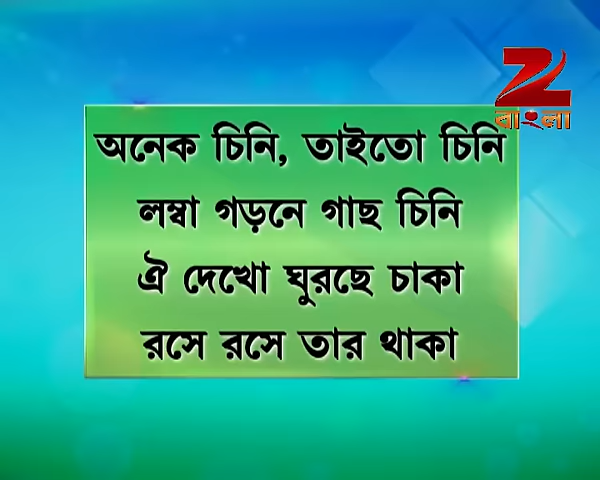 বাংলা
অনেক চিনি, তাইতো চিনি
লম্বা গড়নে গাছ চিনি
ঐ দেখো ঘুরছে চাকা
রসে রসে তার থাকা